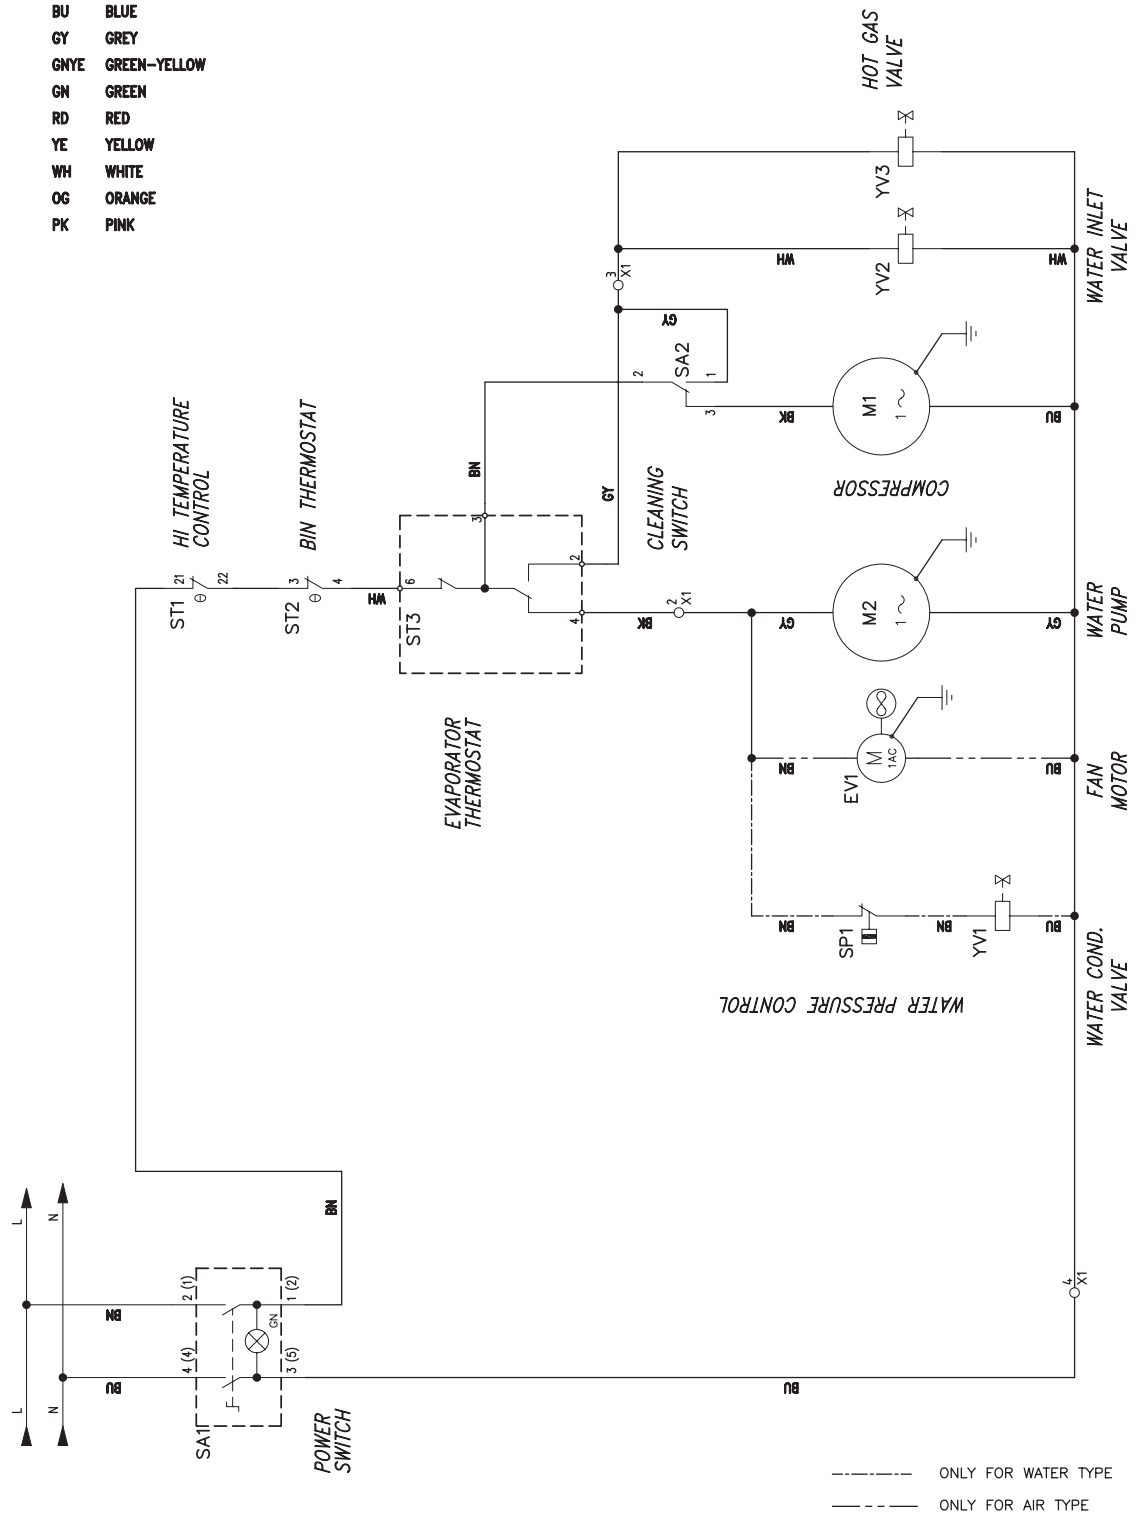 BU BLUE
GY GREY
GNYE GREEN-YELLOW
GN GREEN
RD RED
YE YELLOW
WH WHITE
OG ORANGE
PK PINK
HOT GAS
VALVE
YV3
YV2
WH
WH
WATER INLET
VALVE
3
X1
GY
SA2
2
1
3
BK
M1
1
BU
COMPRESSOR
HI TEMPERATURE
CONTROL
BIN THERMOSTAT
BN
GY
CLEANING
SWITCH
ST1
21
22
ST2
3
4
WH
ST3
6
3
2
4
BK
2
X1
GY
M2
1
GY
WATER
PUMP
EVAPORATOR
THERMOSTAT
BN
EV1
M
1AC
BU
FAN
MOTOR
BN
SP1
BN
YV1
BU
WATER PRESSURE CONTROL
WATER COND.
VALVE
L
N
BN
BN
2 (1)
1 (2)
GN
4 (4)
3 (5)
BU
L
N
SA1
POWER
SWITCH
BU
4
X1
ONLY FOR WATER TYPE
ONLY FOR AIR TYPE